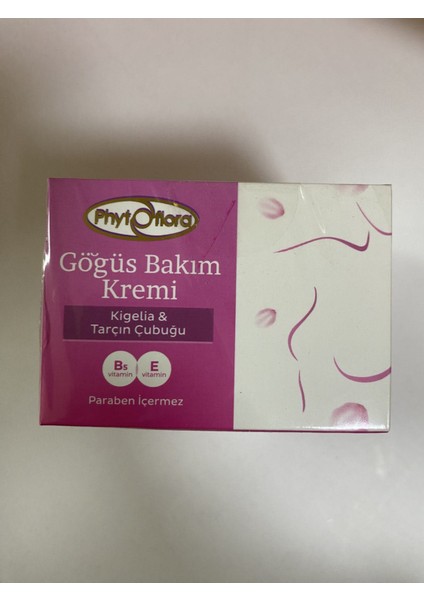 Phytoflora
Göğüs Bakım
Kremi
Kigelia &
Tarçın Çubuğu
B5 E
vitamin vitamin
Paraben İçermez